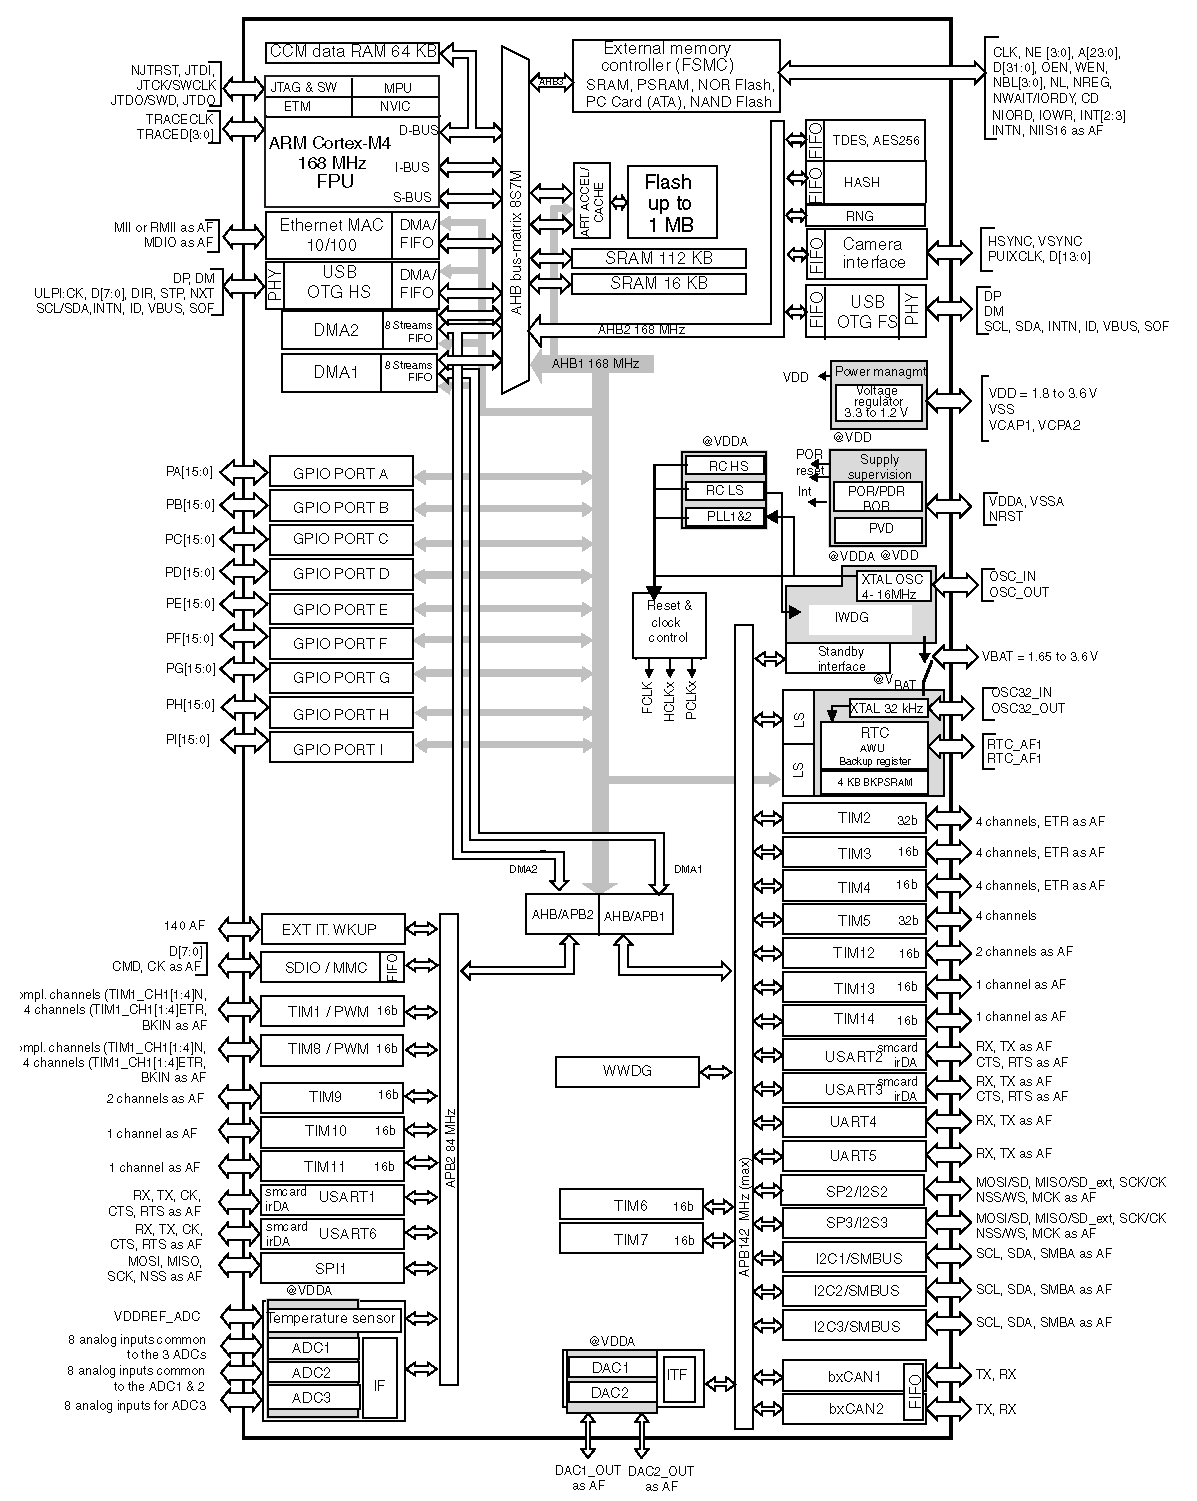 CCM data RAM 64 KB
External memory
controller (FSMC)
SRAM, PSRAM, NOR Flash,
PC Card (ATA), NAND Flash
CLK, NE [3:0], A[23:0],
D[31:0], OEN, WEN,
NBL[3:0], NL, NREG,
NWAIT/IORDY, CD
NIORD, IOWR, INT[2:3]
INTN, NIIS16 as AF
NJTRST, JTDI,
JTCK/SWCLK
JTDO/SWD, JTDO
TRACECLK
TRACED[3:0]
JTAG & SW
MPU
ETM
NVIC
ARM Cortex-M4
168 MHz
FPU
D-BUS
I-BUS
S-BUS
AHB3
AHB bus-matrix 8S7M
ART ACCEL/
CACHE
Flash
up to
1 MB
SRAM 112 KB
SRAM 16 KB
AHB2 168 MHz
AHB1 168 MHz
FIFO
TDES, AES256
FIFO
HASH
RNG
FIFO
Camera
interface
HSYNC, VSYNC
PUIXCLK, D[13:0]
FIFO
USB
OTG FS
PHY
DP
DM
SCL, SDA, INTN, ID, VBUS, SOF
MII or RMII as AF
MDIO as AF
Ethernet MAC
10/100
DMA/
FIFO
DP, DM
ULPI:CK, D[7:0], DIR, STP, NXT
SCL/SDA,INTN, ID, VBUS, SOF
PHY
USB
OTG HS
DMA/
FIFO
DMA2
8 Streams
FIFO
DMA1
8 Streams
FIFO
VDD
Power managmt
Voltage
regulator
3.3 to 1.2 V
@VDD
VDD = 1.8 to 3.6 V
VSS
VCAP1, VCPA2
@VDDA
RC HS
RC LS
PLL1&2
POR
reset
Int
Supply
supervision
POR/PDR
BOR
PVD
VDDA, VSSA
NRST
@VDDA @VDD
XTAL OSC
4- 16MHz
OSC_IN
OSC_OUT
IWDG
Reset &
clock
control
FCLK
HCLKx
PCLKx
Standby
interface
VBAT = 1.65 to 3.6 V
@V
BAT
OSC32_IN
OSC32_OUT
LS
LS
XTAL 32 kHz
RTC
AWU
Backup register
4 KB BKPSRAM
RTC_AF1
RTC_AF1
PA[15:0]
GPIO PORT A
PB[15:0]
GPIO PORT B
PC[15:0]
GPIO PORT C
PD[15:0]
GPIO PORT D
PE[15:0]
GPIO PORT E
PF[15:0]
GPIO PORT F
PG[15:0]
GPIO PORT G
PH[15:0]
GPIO PORT H
PI[15:0]
GPIO PORT I
DMA2
DMA1
AHB/APB2
AHB/APB1
TIM2 32b
4 channels, ETR as AF
TIM3 16b
4 channels, ETR as AF
TIM4 16b
4 channels, ETR as AF
TIM5 32b
4 channels
TIM12 16b
2 channels as AF
TIM13 16b
1 channel as AF
TIM14 16b
1 channel as AF
USART2
smcard
irDA
RX, TX as AF
CTS, RTS as AF
USART3
smcard
irDA
RX, TX as AF
CTS, RTS as AF
UART4
RX, TX as AF
UART5
RX, TX as AF
SP2/I2S2
MOSI/SD, MISO/SD_ext, SCK/CK
NSS/WS, MCK as AF
SP3/I2S3
MOSI/SD, MISO/SD_ext, SCK/CK
NSS/WS, MCK as AF
I2C1/SMBUS
SCL, SDA, SMBA as AF
I2C2/SMBUS
SCL, SDA, SMBA as AF
I2C3/SMBUS
SCL, SDA, SMBA as AF
bxCAN1
TX, RX
bxCAN2
FIFO
TX, RX
APB142 MHz (max)
WWDG
TIM6 16b
TIM7 16b
@VDDA
DAC1
DAC2
ITF
DAC1_OUT
as AF
DAC2_OUT
as AF
140 AF
EXT IT. WKUP
D[7:0]
CMD, CK as AF
SDIO / MMC
FIFO
ompl. channels (TIM1_CH1[1:4]N,
4 channels (TIM1_CH1[1:4]ETR,
BKIN as AF
TIM1 / PWM 16b
ompl. channels (TIM1_CH1[1:4]N,
4 channels (TIM1_CH1[1:4]ETR,
BKIN as AF
TIM8 / PWM 16b
2 channels as AF
TIM9 16b
1 channel as AF
TIM10 16b
1 channel as AF
TIM11 16b
RX, TX, CK,
CTS, RTS as AF
smcard
irDA
USART1
RX, TX, CK,
CTS, RTS as AF
smcard
irDA
USART6
MOSI, MISO,
SCK, NSS as AF
SPI1
APB2 84 MHz
@VDDA
VDDREF_ADC
Temperature sensor
8 analog inputs common
to the 3 ADCs
ADC1
8 analog inputs common
to the ADC1 & 2
ADC2
8 analog inputs for ADC3
ADC3
IF